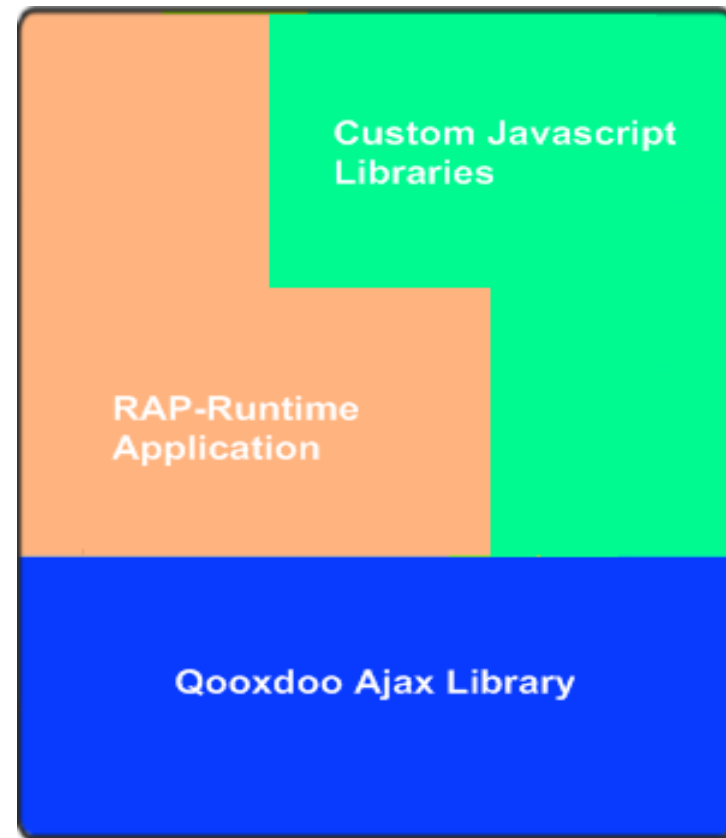 Custom Javascript
Libraries
RAP-Runtime
Application
Qooxdoo Ajax Library